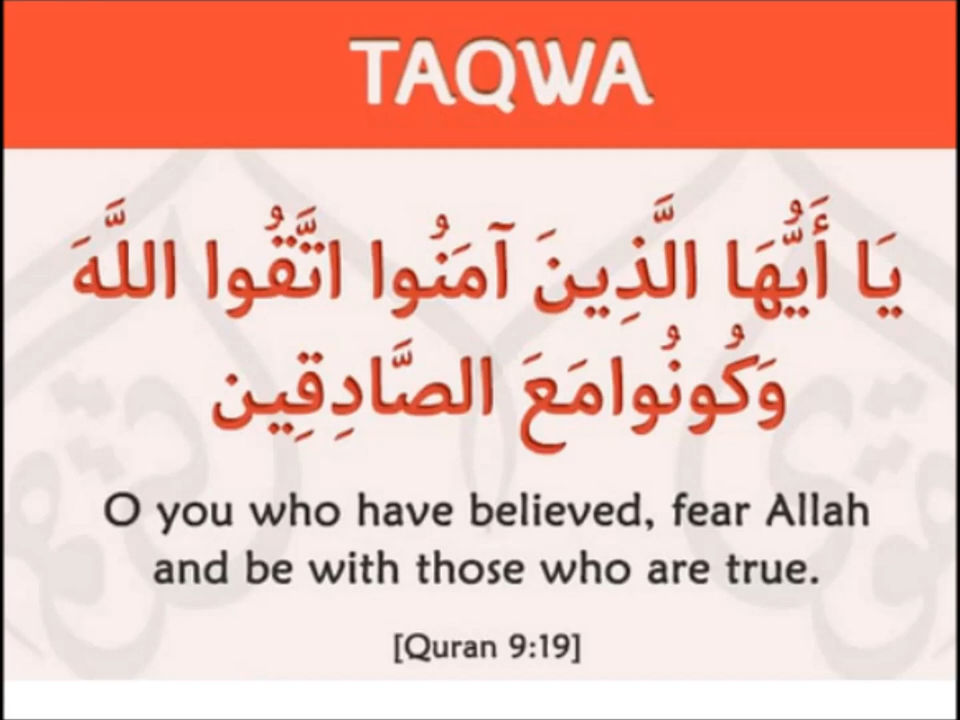 TAQWA
يَا أَيُّهَا الَّذِينَ آمَنُوا اتَّقُوا اللَّهَ
وَكُونُوامَعَ الصَّادِقِين
O you who have believed, fear Allah
and be with those who are true.
[Quran 9:19]